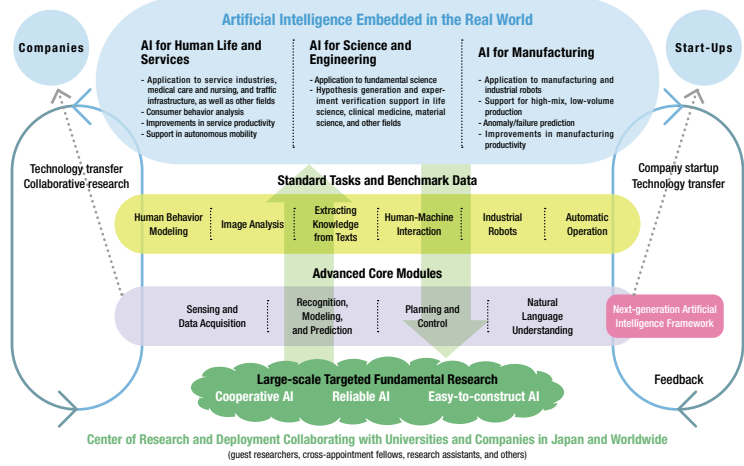 Artificial Intelligence Embedded in the Real World
Companies
Start-Ups
AI for Human Life and
Services
- Application to service industries,
medical care and nursing, and traffic
infrastructure, as well as other fields
- Consumer behavior analysis
- Improvements in service productivity
- Support in autonomous mobility
AI for Science and
Engineering
- Application to fundamental science
- Hypothesis generation and exper-
iment verification support in life
science, clinical medicine, material
science, and other fields
AI for Manufacturing
- Application to manufacturing and
industrial robots
- Support for high-mix, low-volume
production
- Anomaly/failure prediction
- Improvements in manufacturing
productivity
Technology transfer
Collaborative research
Company startup
Technology transfer
Standard Tasks and Benchmark Data
Human Behavior
Modeling
Image Analysis
Extracting
Knowledge
from Texts
Human-Machine
Interaction
Industrial
Robots
Automatic
Operation
Advanced Core Modules
Sensing and
Data Acquisition
Recognition,
Modeling,
and Prediction
Planning and
Control
Natural
Language
Understanding
Next-generation Artificial
Intelligence Framework
Large-scale Targeted Fundamental Research
Cooperative AI
Reliable AI
Easy-to-construct AI
Feedback
Center of Research and Deployment Collaborating with Universities and Companies in Japan and Worldwide
(guest researchers, cross-appointment fellows, research assistants, and others)